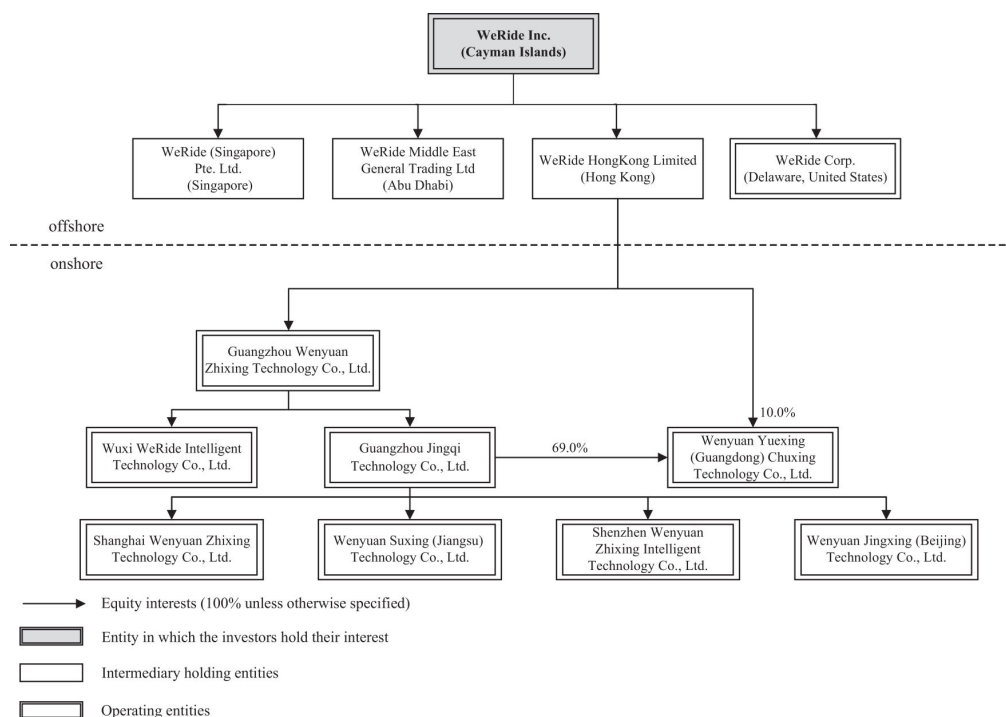 WeRide Inc.
(Cayman Islands)
WeRide (Singapore)
Pte. Ltd.
(Singapore)
WeRide Middle East
General Trading Ltd
(Abu Dhabi)
WeRide HongKong Limited
(Hong Kong)
WeRide Corp.
(Delaware, United States)
offshore
onshore
Guangzhou Wenyuan
Zhixing Technology Co., Ltd.
10.0%
Wuxi WeRide Intelligent
Technology Co., Ltd.
Guangzhou Jingqi
Technology Co., Ltd.
69.0%
Wenyuan Yuexing
(Guangdong) Chuxing
Technology Co., Ltd.
Shanghai Wenyuan Zhixing
Technology Co., Ltd.
Wenyuan Suxing (Jiangsu)
Technology Co., Ltd.
Shenzhen Wenyuan
Zhixing Intelligent
Technology Co., Ltd.
Wenyuan Jingxing (Beijing)
Technology Co., Ltd.
Equity interests (100% unless otherwise specified)
Entity in which the investors hold their interest
Intermediary holding entities
Operating entities